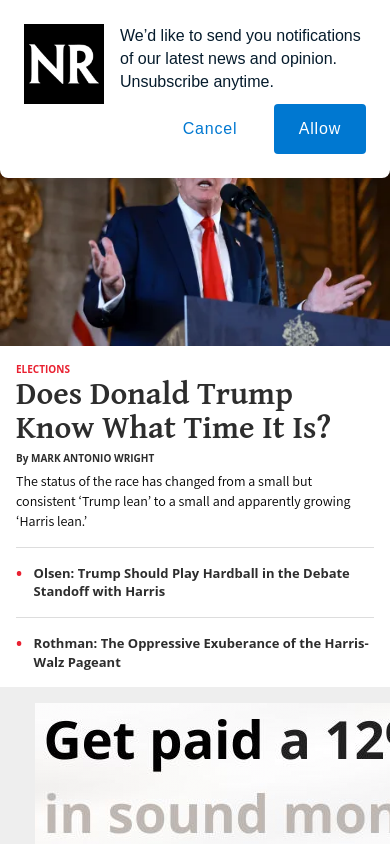 NR
We’d like to send you notifications
of our latest news and opinion.
Unsubscribe anytime.
Cancel
Allow
ELECTIONS
Does Donald Trump
Know What Time It Is?
By MARK ANTONIO WRIGHT
The status of the race has changed from a small but
consistent ‘Trump lean’ to a small and apparently growing
‘Harris lean.’
• Olsen: Trump Should Play Hardball in the Debate
Standoff with Harris
• Rothman: The Oppressive Exuberance of the Harris-
Walz Pageant
Get paid a 12
in sound